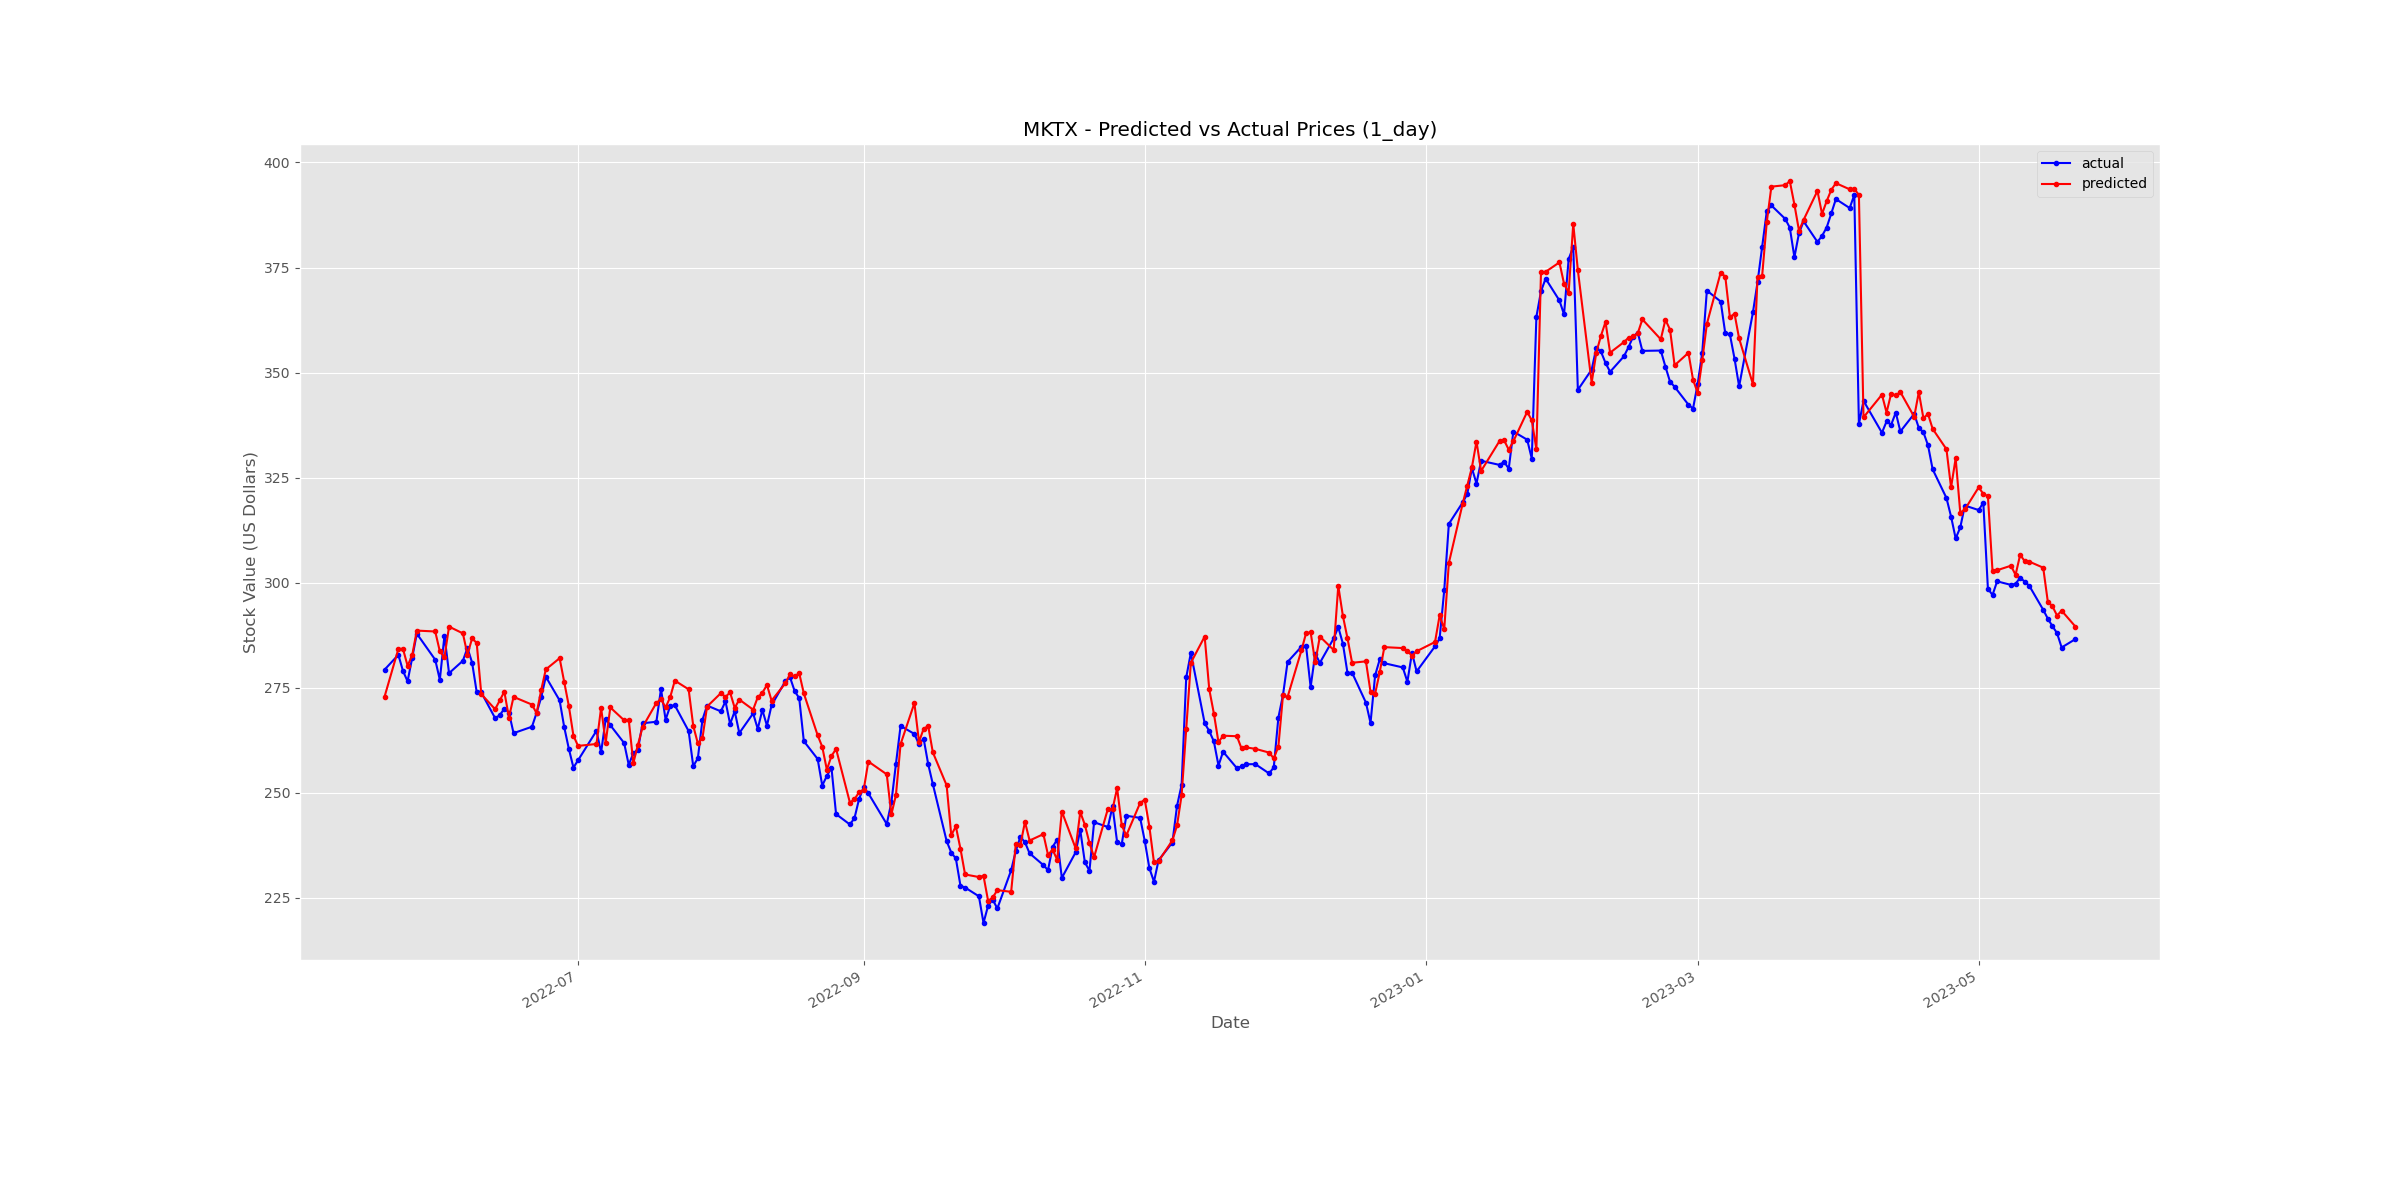 MKTX - Predicted vs Actual Prices (1_day)
actual
predicted
Stock Value (US Dollars)
400
375
350
325
300
275
250
225
2022-07
2022-09
2022-11
2023-01
2023-03
2023-05
Date